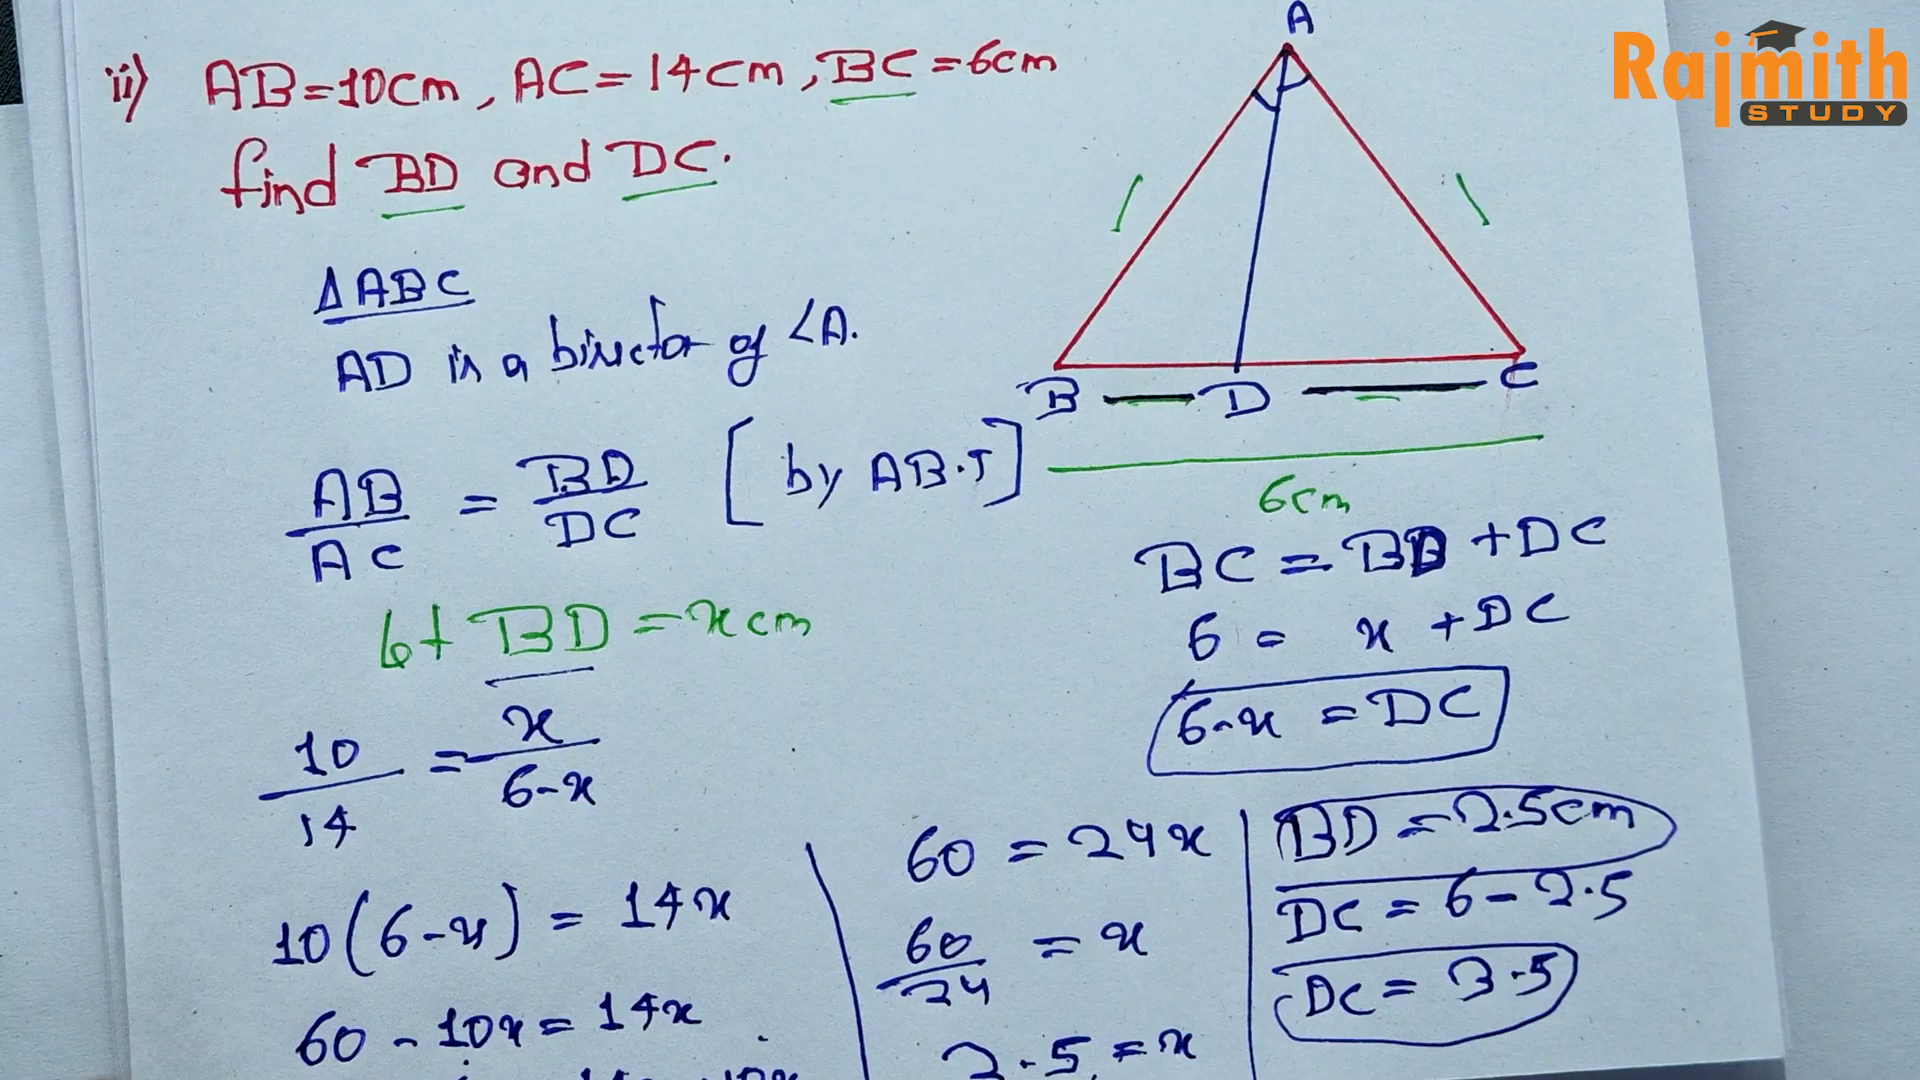 Rajmith
STUDY
ii) AB=10cm, AC=14cm, BC=6cm
find BD and DC.
A
B
D
C
6cm
ΔABC
AD is a bisector of ∠A.
AB/AC = BD/DC [by AB.T]
let BD = x cm
10/14 = x/6-x
10(6-x) = 14x
60 - 10x = 14x
BC = BD + DC
6 = x + DC
6-x = DC
60 = 24x
60/24 = x
2.5 = x
BD = 2.5cm
DC = 6-2.5
DC = 3.5